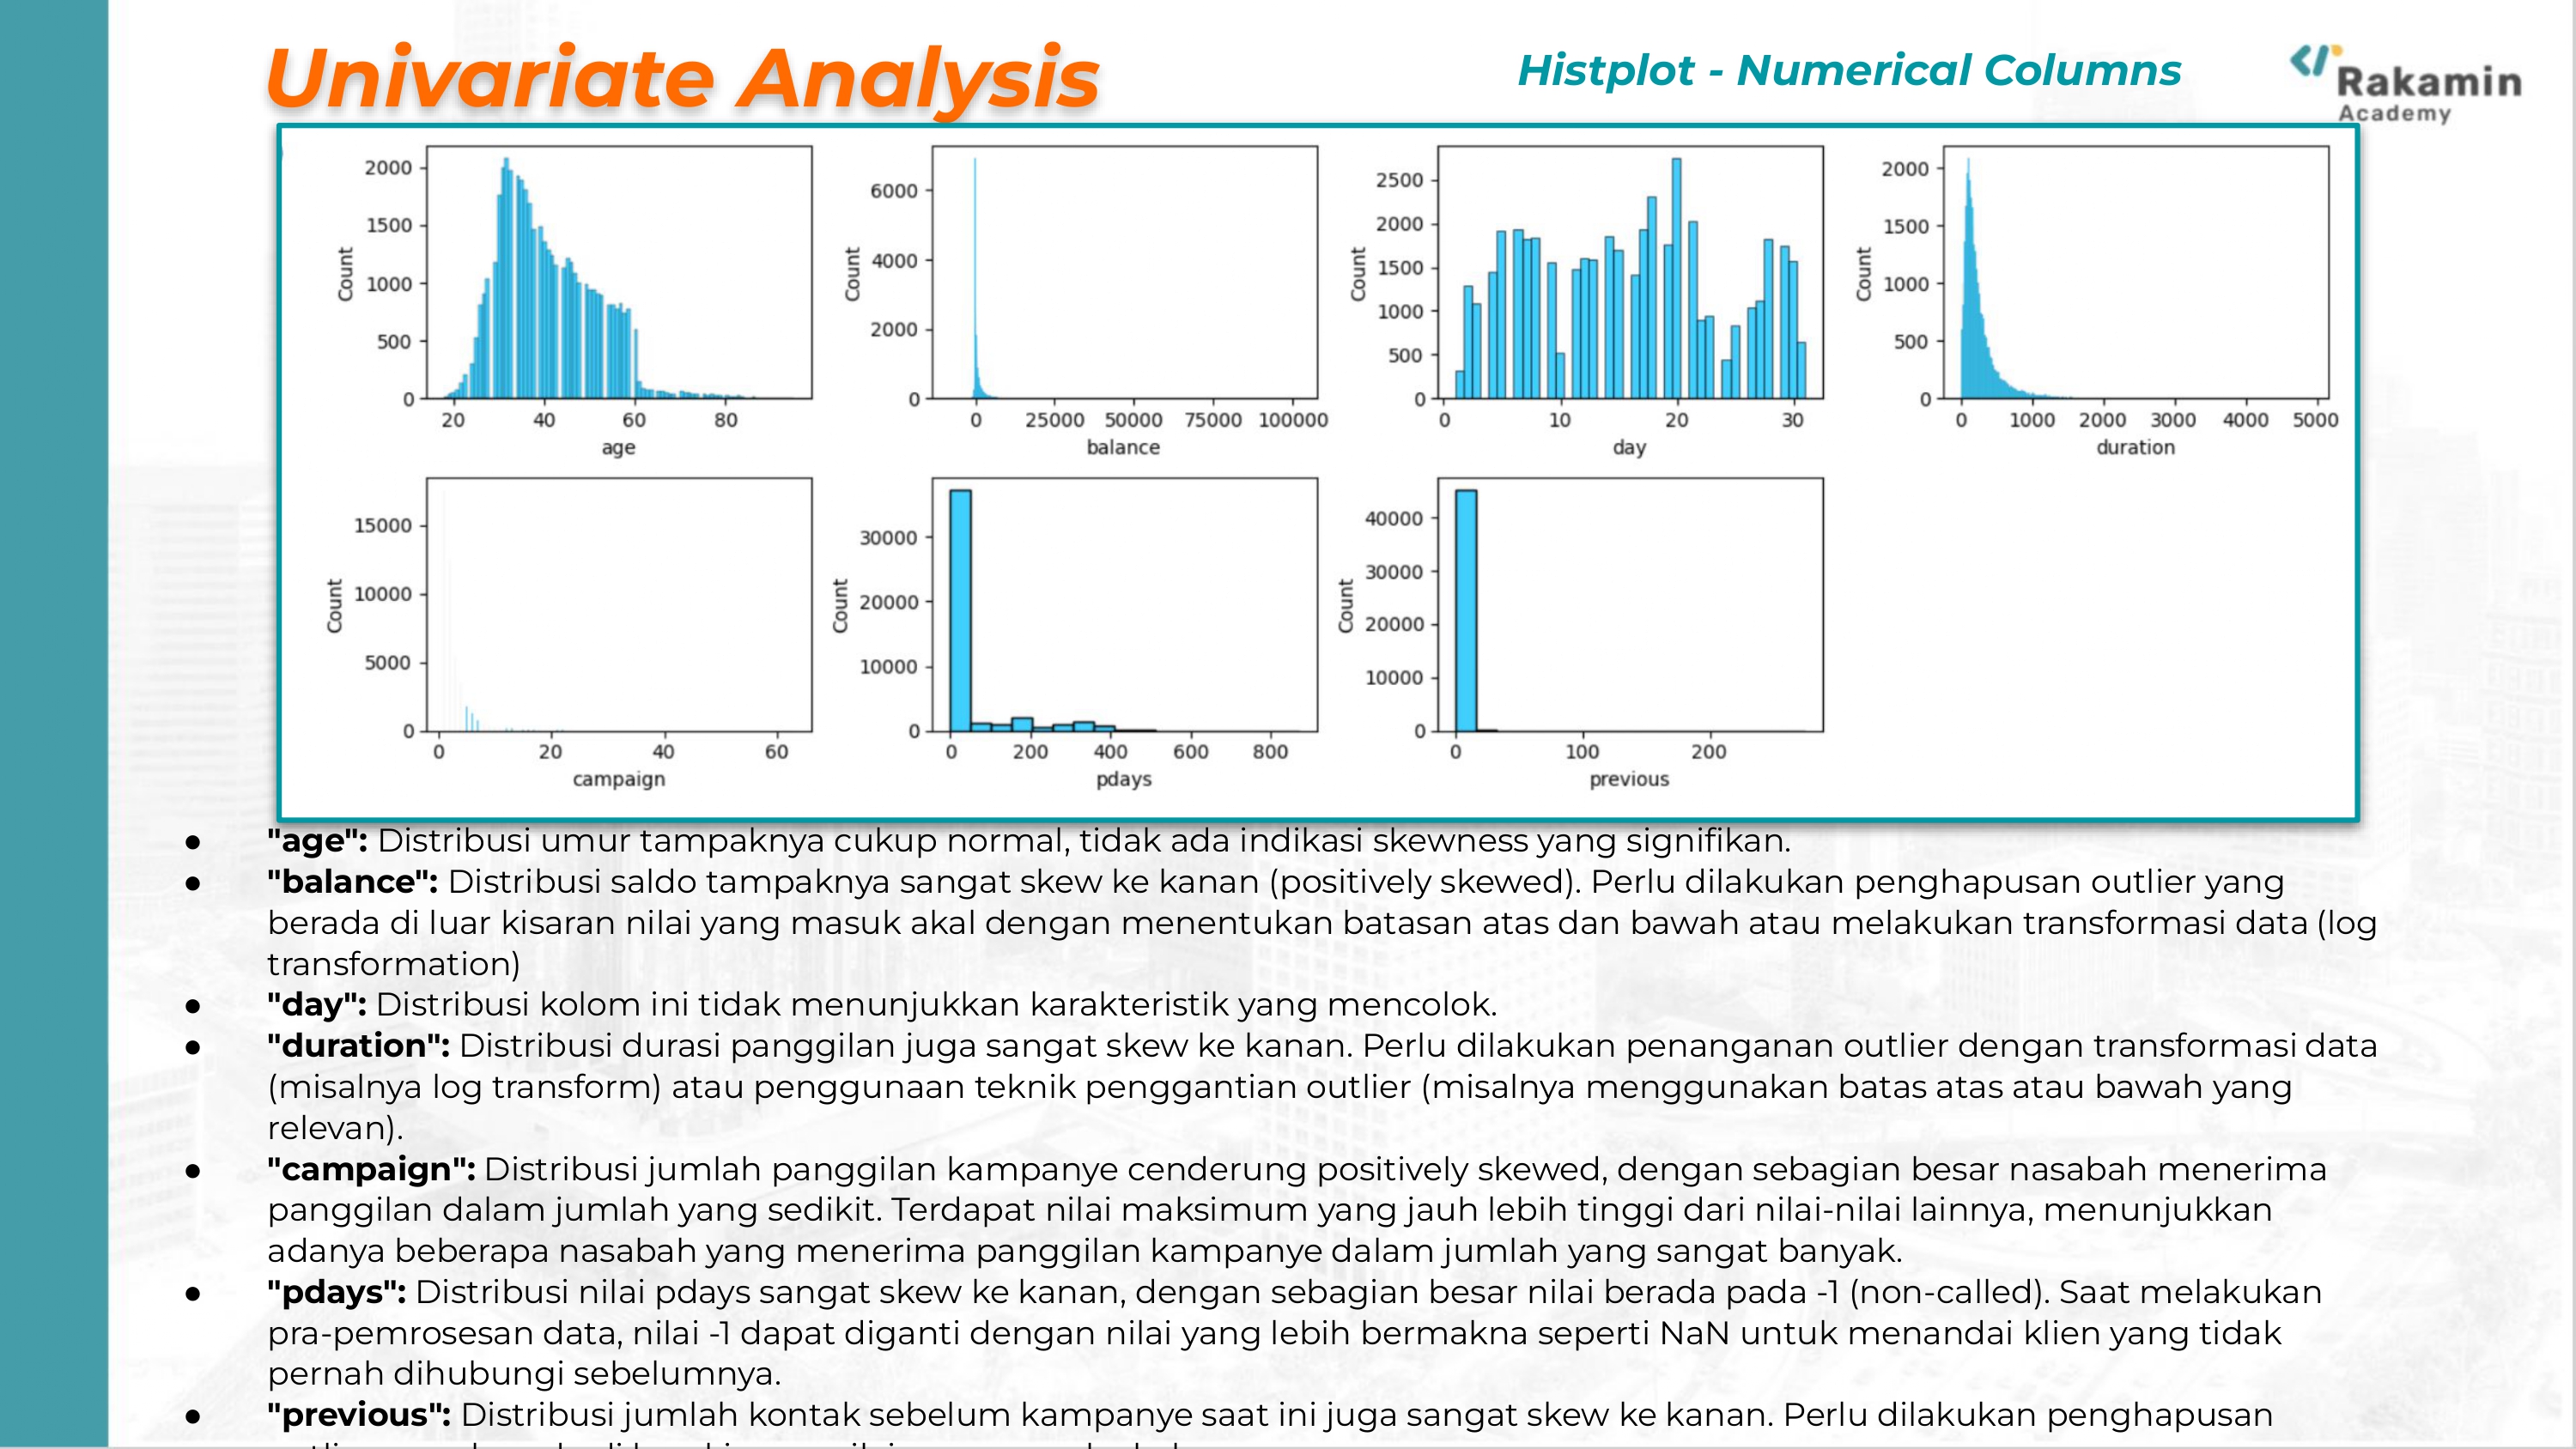 Univariate Analysis
Histplot - Numerical Columns
Rakamin
Academy
2000
1500
1000
500
0
Count
20 40 60 80
age
6000
4000
2000
0
Count
0 25000 50000 75000 100000
balance
2500
2000
1500
1000
500
0
Count
0 10 20 30
day
2000
1500
1000
500
0
Count
0 1000 2000 3000 4000 5000
duration
15000
10000
5000
0
Count
0 20 40 60
campaign
30000
20000
10000
0
Count
0 200 400 600 800
pdays
40000
30000
20000
10000
0
Count
0 100 200
previous
● "age": Distribusi umur tampaknya cukup normal, tidak ada indikasi skewness yang signifikan.
● "balance": Distribusi saldo tampaknya sangat skew ke kanan (positively skewed). Perlu dilakukan penghapusan outlier yang
berada di luar kisaran nilai yang masuk akal dengan menentukan batasan atas dan bawah atau melakukan transformasi data (log
transformation)
● "day": Distribusi kolom ini tidak menunjukkan karakteristik yang mencolok.
● "duration": Distribusi durasi panggilan juga sangat skew ke kanan. Perlu dilakukan penanganan outlier dengan transformasi data
(misalnya log transform) atau penggunaan teknik penggantian outlier (misalnya menggunakan batas atas atau bawah yang
relevan).
● "campaign": Distribusi jumlah panggilan kampanye cenderung positively skewed, dengan sebagian besar nasabah menerima
panggilan dalam jumlah yang sedikit. Terdapat nilai maksimum yang jauh lebih tinggi dari nilai-nilai lainnya, menunjukkan
adanya beberapa nasabah yang menerima panggilan kampanye dalam jumlah yang sangat banyak.
● "pdays": Distribusi nilai pdays sangat skew ke kanan, dengan sebagian besar nilai berada pada -1 (non-called). Saat melakukan
pra-pemrosesan data, nilai -1 dapat diganti dengan nilai yang lebih bermakna seperti NaN untuk menandai klien yang tidak
pernah dihubungi sebelumnya.
● "previous": Distribusi jumlah kontak sebelum kampanye saat ini juga sangat skew ke kanan. Perlu dilakukan penghapusan